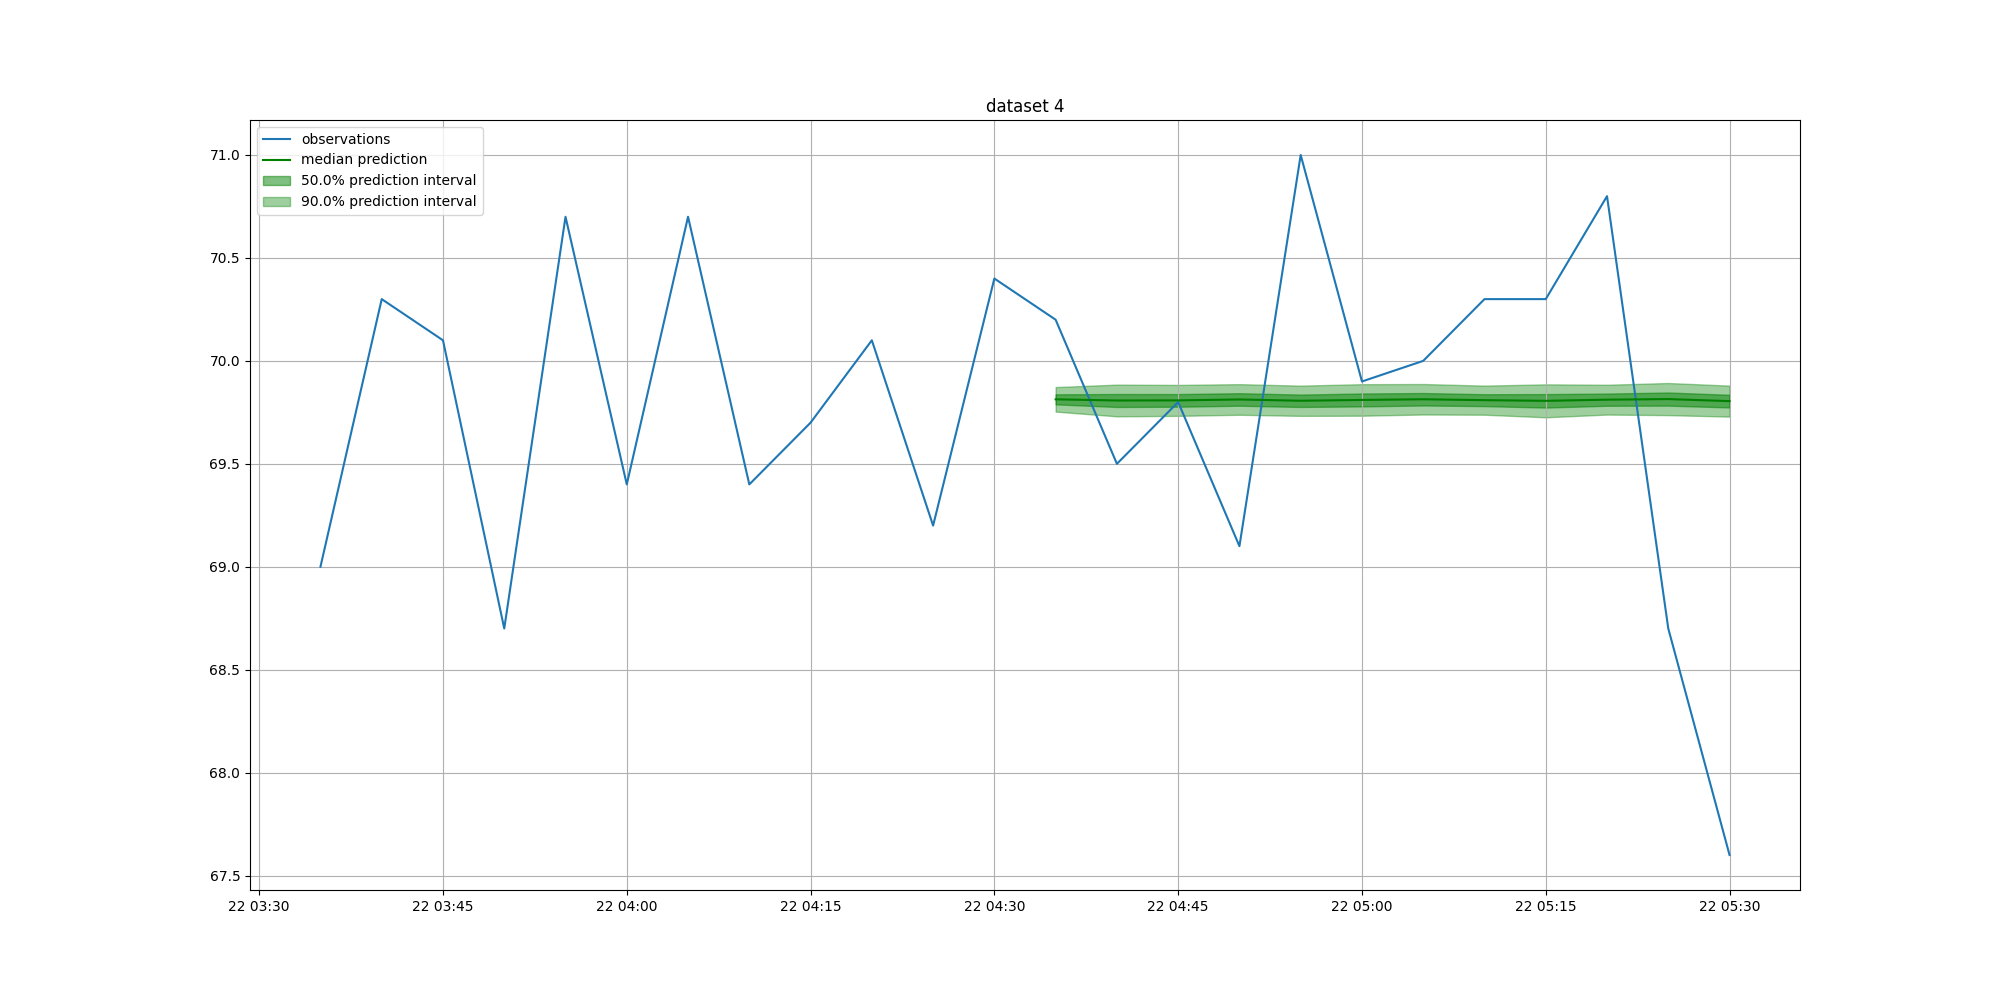 dataset 4
observations
median prediction
50.0% prediction interval
90.0% prediction interval
71.0
70.5
70.0
69.5
69.0
68.5
68.0
67.5
22 03:30 22 03:45 22 04:00 22 04:15 22 04:30 22 04:45 22 05:00 22 05:15 22 05:30